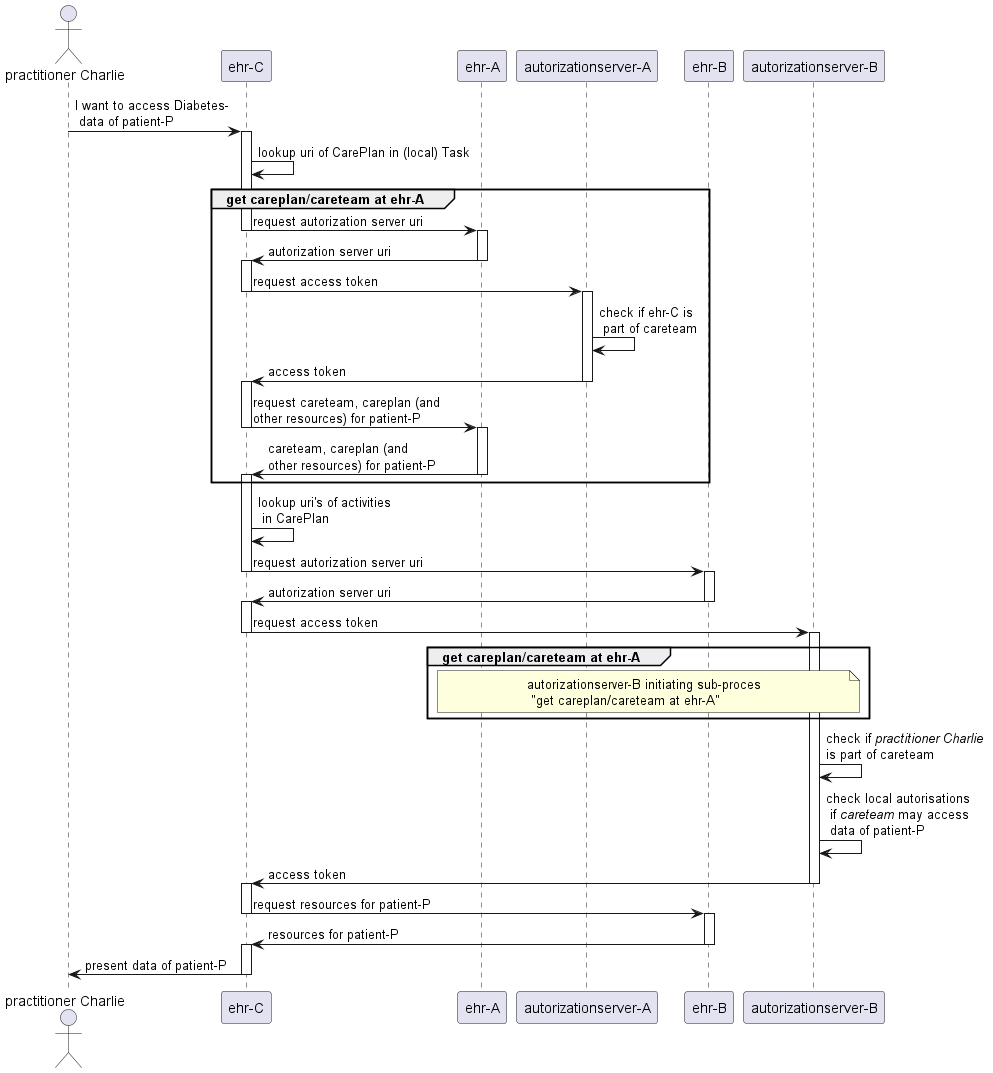 practitioner Charlie
ehr-C
ehr-A
autorizationserver-A
ehr-B
autorizationserver-B
I want to access Diabetes-
data of patient-P
lookup uri of CarePlan in (local) Task
get careplan/careteam at ehr-A
request autorization server uri
autorization server uri
request access token
check if ehr-C is
part of careteam
access token
request careteam, careplan (and
other resources) for patient-P
careteam, careplan (and
other resources) for patient-P
lookup uri's of activities
in CarePlan
request autorization server uri
autorization server uri
request access token
get careplan/careteam at ehr-A
autorizationserver-B initiating sub-proces
"get careplan/careteam at ehr-A"
check if practitioner Charlie
is part of careteam
check local autorisations
if careteam may access
data of patient-P
access token
request resources for patient-P
resources for patient-P
present data of patient-P
practitioner Charlie
ehr-C
ehr-A
autorizationserver-A
ehr-B
autorizationserver-B